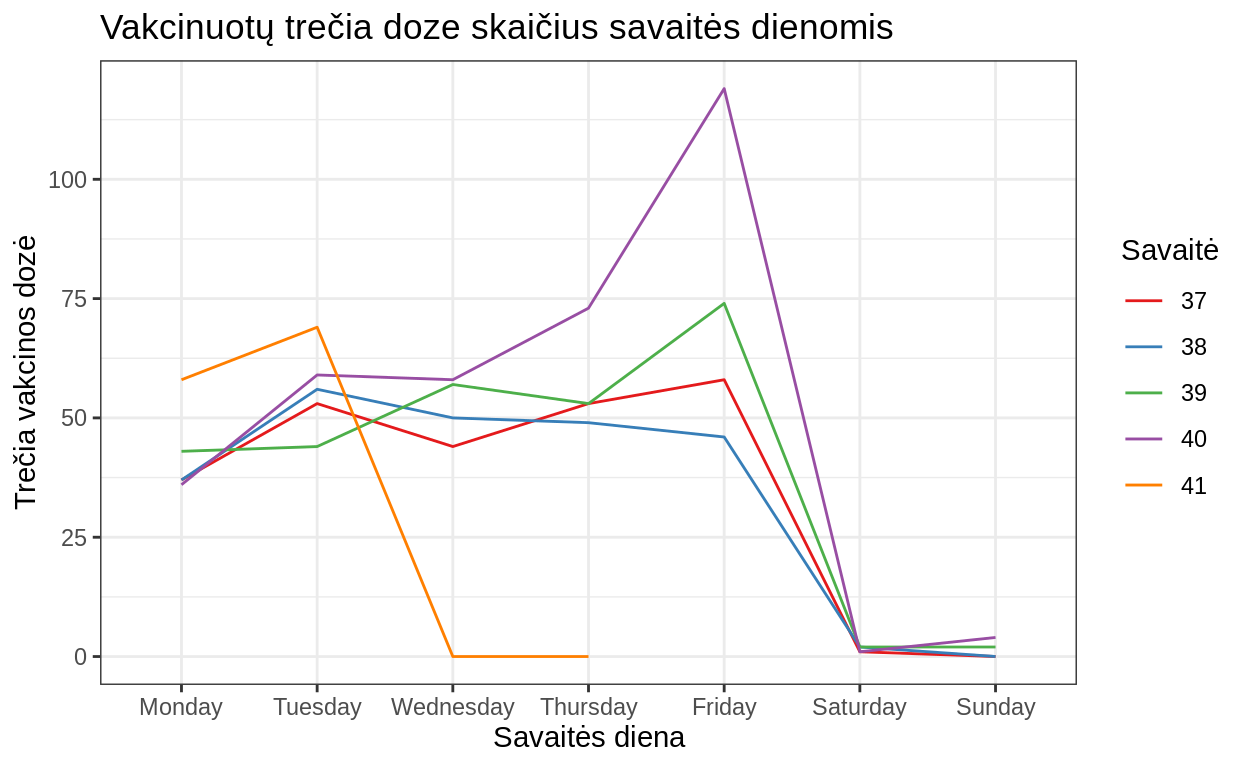 Vakcinuotų trečia doze skaičius savaitės dienomis
Trečia vakcinos dozė
100
75
50
25
0
Monday Tuesday Wednesday Thursday Friday Saturday Sunday
Savaitės diena
Savaitė
37
38
39
40
41